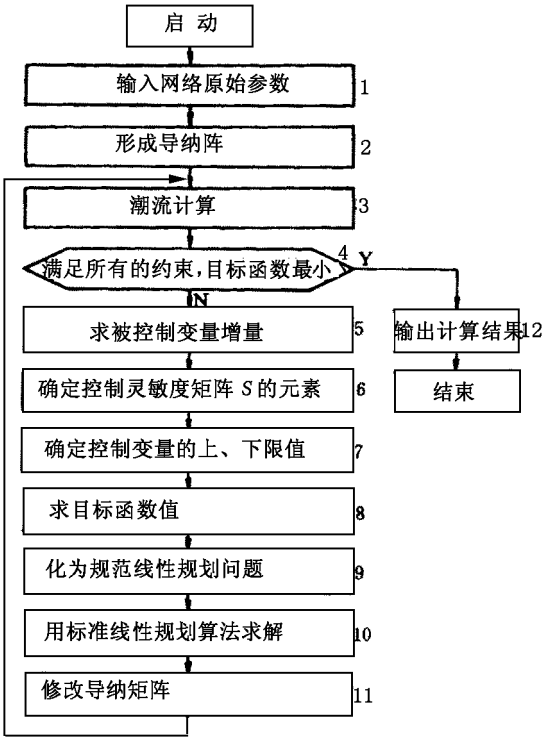 启动
输入网络原始参数 1
形成导纳阵 2
潮流计算 3
满足所有的约束,目标函数最小 4
Y
N
求被控制变量增量 5
输出计算结果 12
确定控制灵敏度矩阵 S 的元素 6
结束
确定控制变量的上、下限值 7
求目标函数值 8
化为规范线性规划问题 9
用标准线性规划算法求解 10
修改导纳矩阵 11